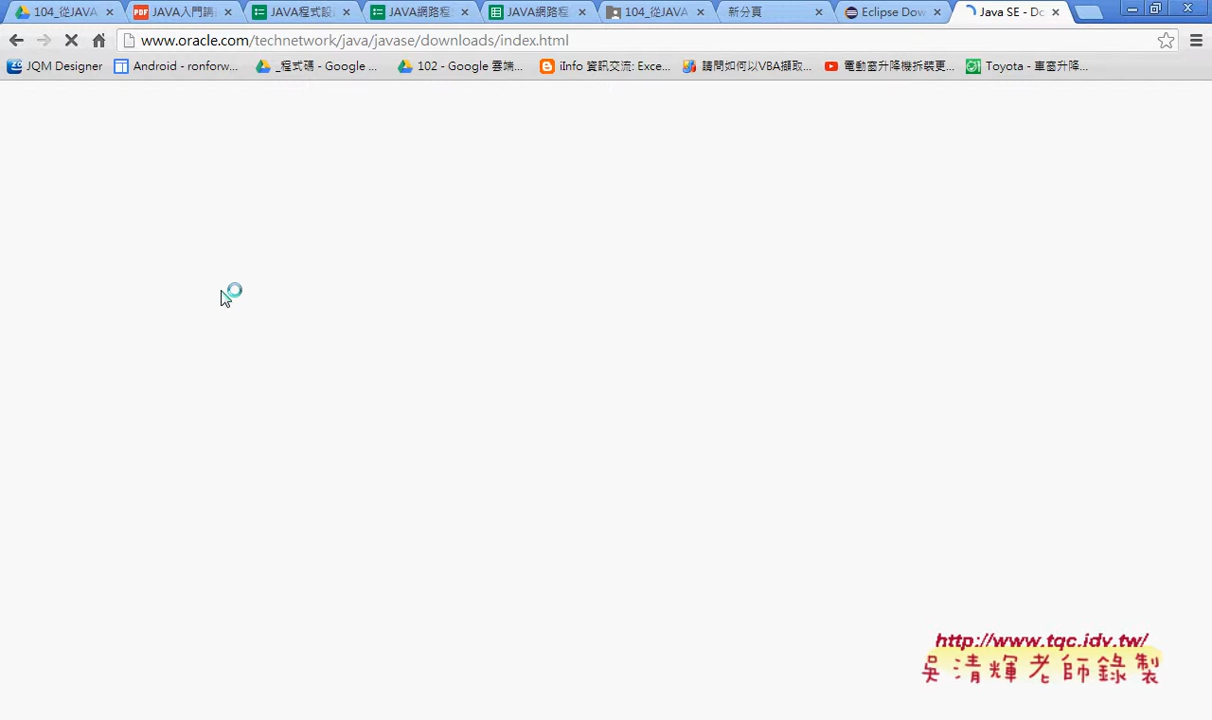 104_從JAVA
JAVA入門請
JAVA程式設
JAVA網路程
JAVA網路程
104_從JAVA
新分頁
Eclipse Dow
Java SE - Do
www.oracle.com/technetwork/java/javase/downloads/index.html
JQM Designer
Android - ronforw...
_程式碼 - Google ...
102 - Google 雲端...
iInfo 資訊交流: Exce...
請問如何以VBA擷取...
電動窗升降機拆裝更...
Toyota - 車窗升降...
http://www.tqc.idv.tw/
吳清輝老師錄製